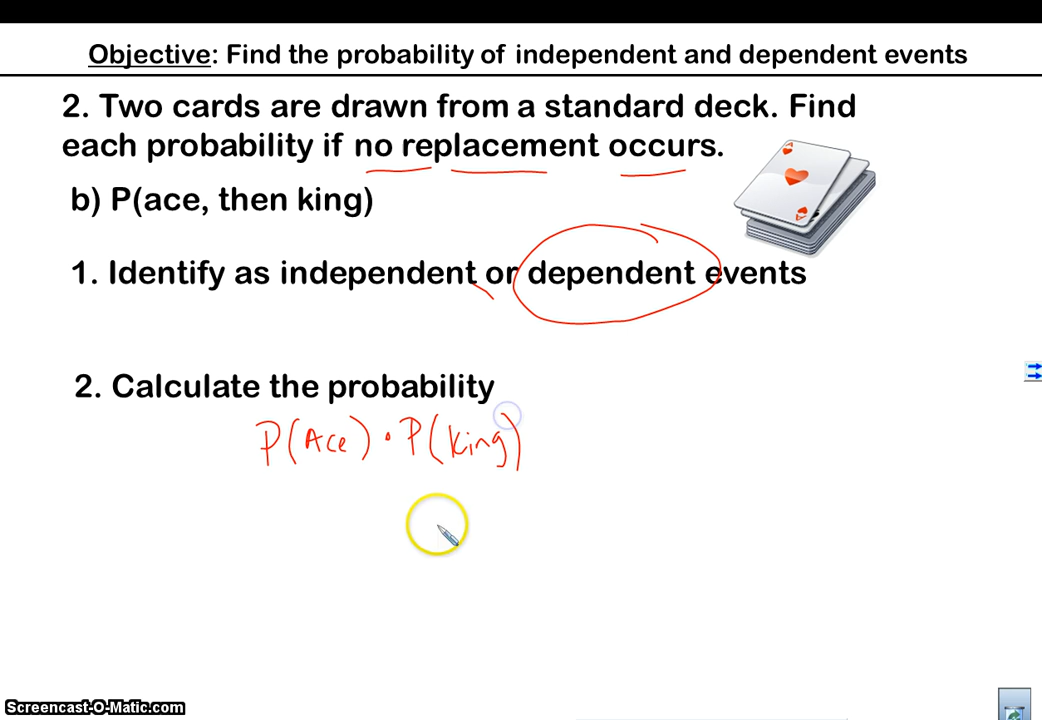 Objective: Find the probability of independent and dependent events
2. Two cards are drawn from a standard deck. Find
each probability if no replacement occurs.
b) P(ace, then king)
1. Identify as independent or dependent events
2. Calculate the probability
P(Ace) · P(king)
Screencast-O-Matic.com